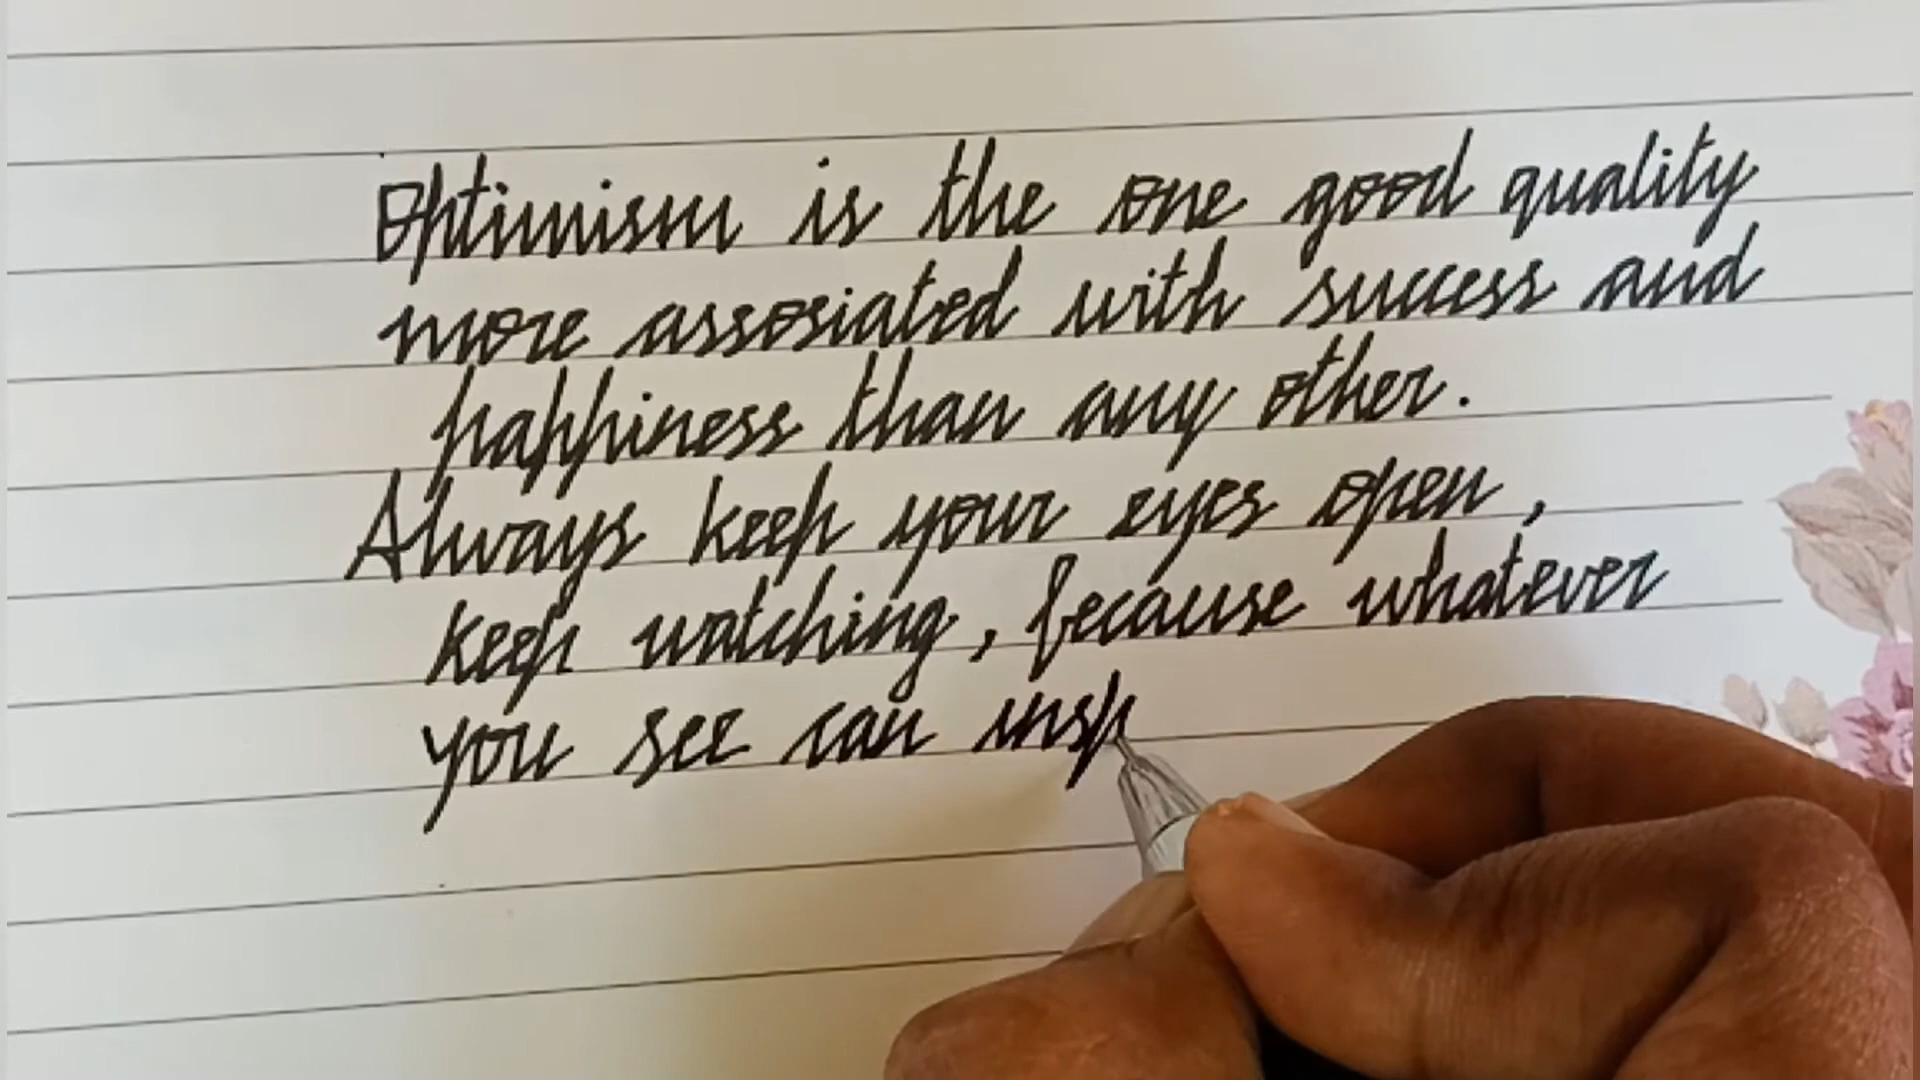 Optimism is the one good quality
more assosiated with success and
happiness than any other.
Always keep your eyes open,
keep watching, because whatever
you see can insp